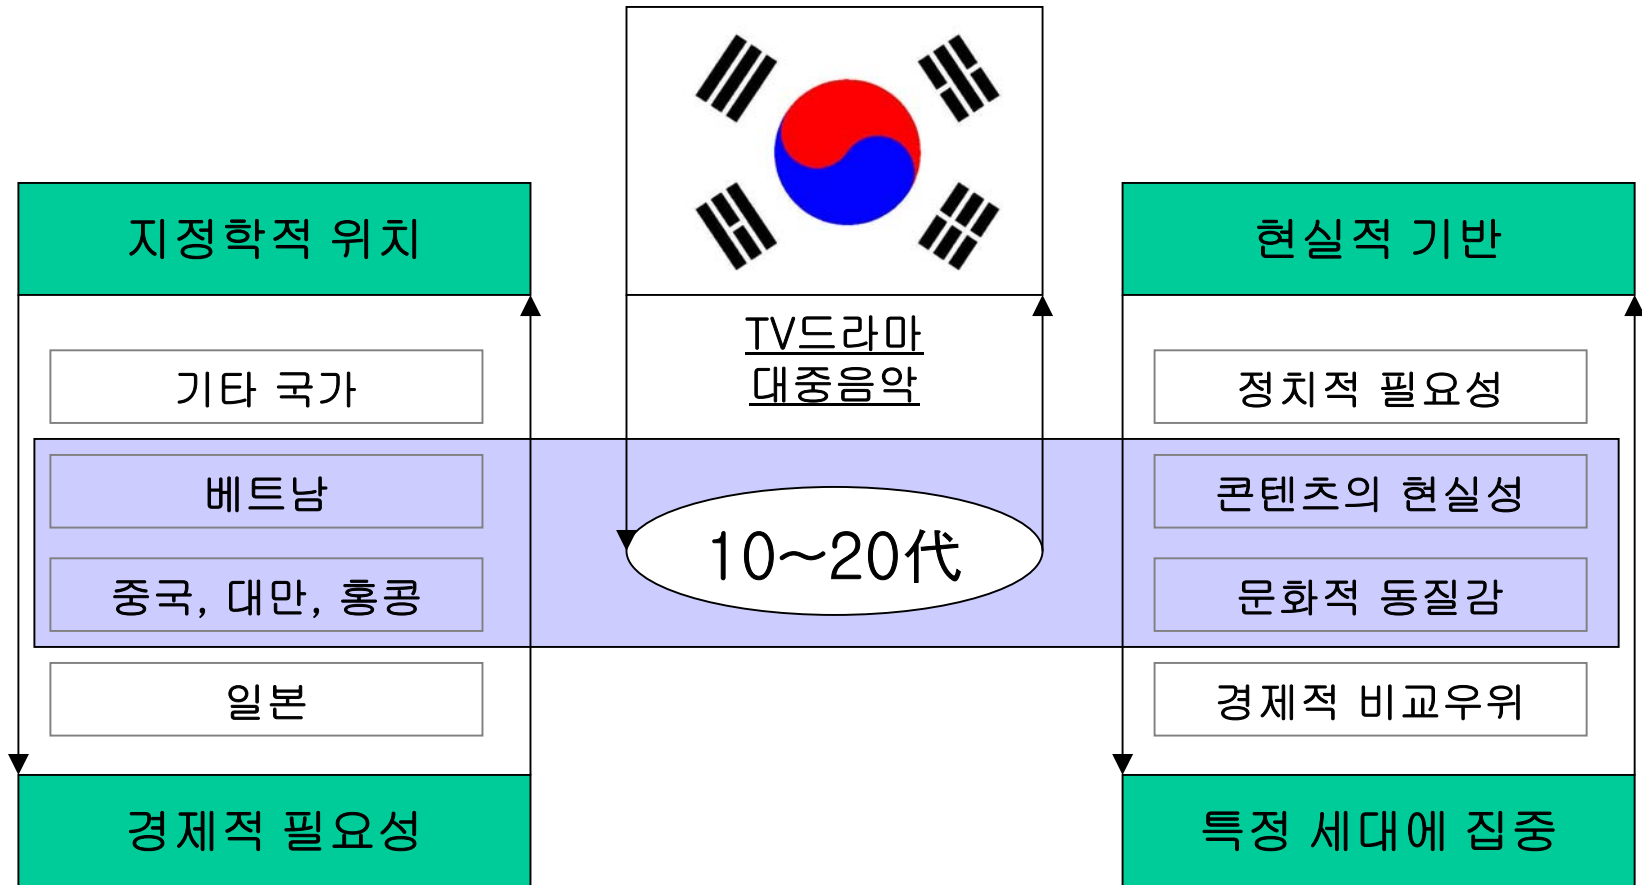 지정학적 위치
기타 국가
베트남
중국, 대만, 홍콩
일본
경제적 필요성
TV드라마
대중음악
10~20代
현실적 기반
정치적 필요성
콘텐츠의 현실성
문화적 동질감
경제적 비교우위
특정 세대에 집중